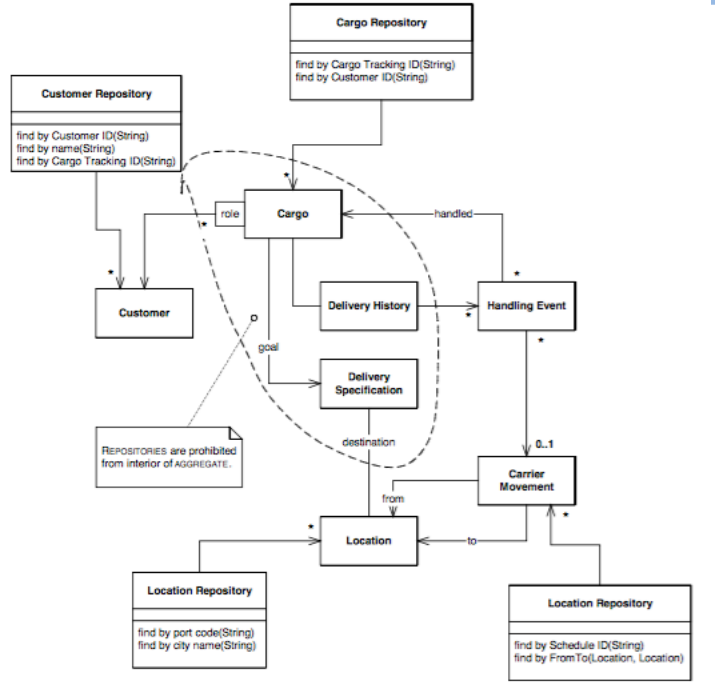 Cargo Repository
find by Cargo Tracking ID(String)
find by Customer ID(String)
Customer Repository
find by Customer ID(String)
find by name(String)
find by Cargo Tracking ID(String)
*
role
Cargo
handled
*
*
*
Customer
Delivery History
*
Handling Event
*
goal
Delivery
Specification
destination
REPOSITORIES are prohibited
from interior of AGGREGATE.
0..1
Carrier
Movement
from
*
Location
to
*
Location Repository
find by port code(String)
find by city name(String)
Location Repository
find by Schedule ID(String)
find by FromTo(Location, Location)